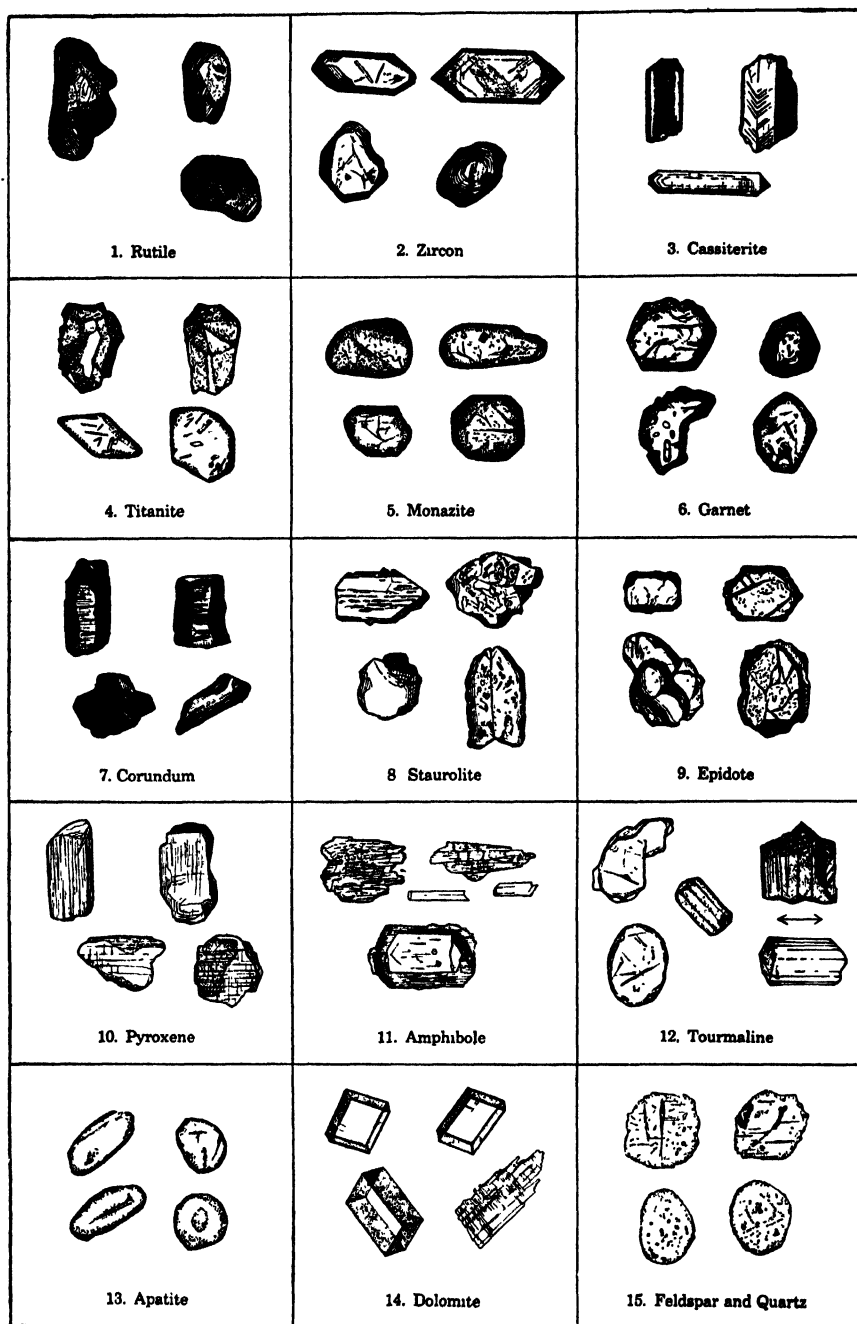 1. Rutile
2. Zircon
3. Cassiterite
4. Titanite
5. Monazite
6. Garnet
7. Corundum
8 Staurolite
9. Epidote
10. Pyroxene
11. Amphibole
12. Tourmaline
13. Apatite
14. Dolomite
15. Feldspar and Quartz